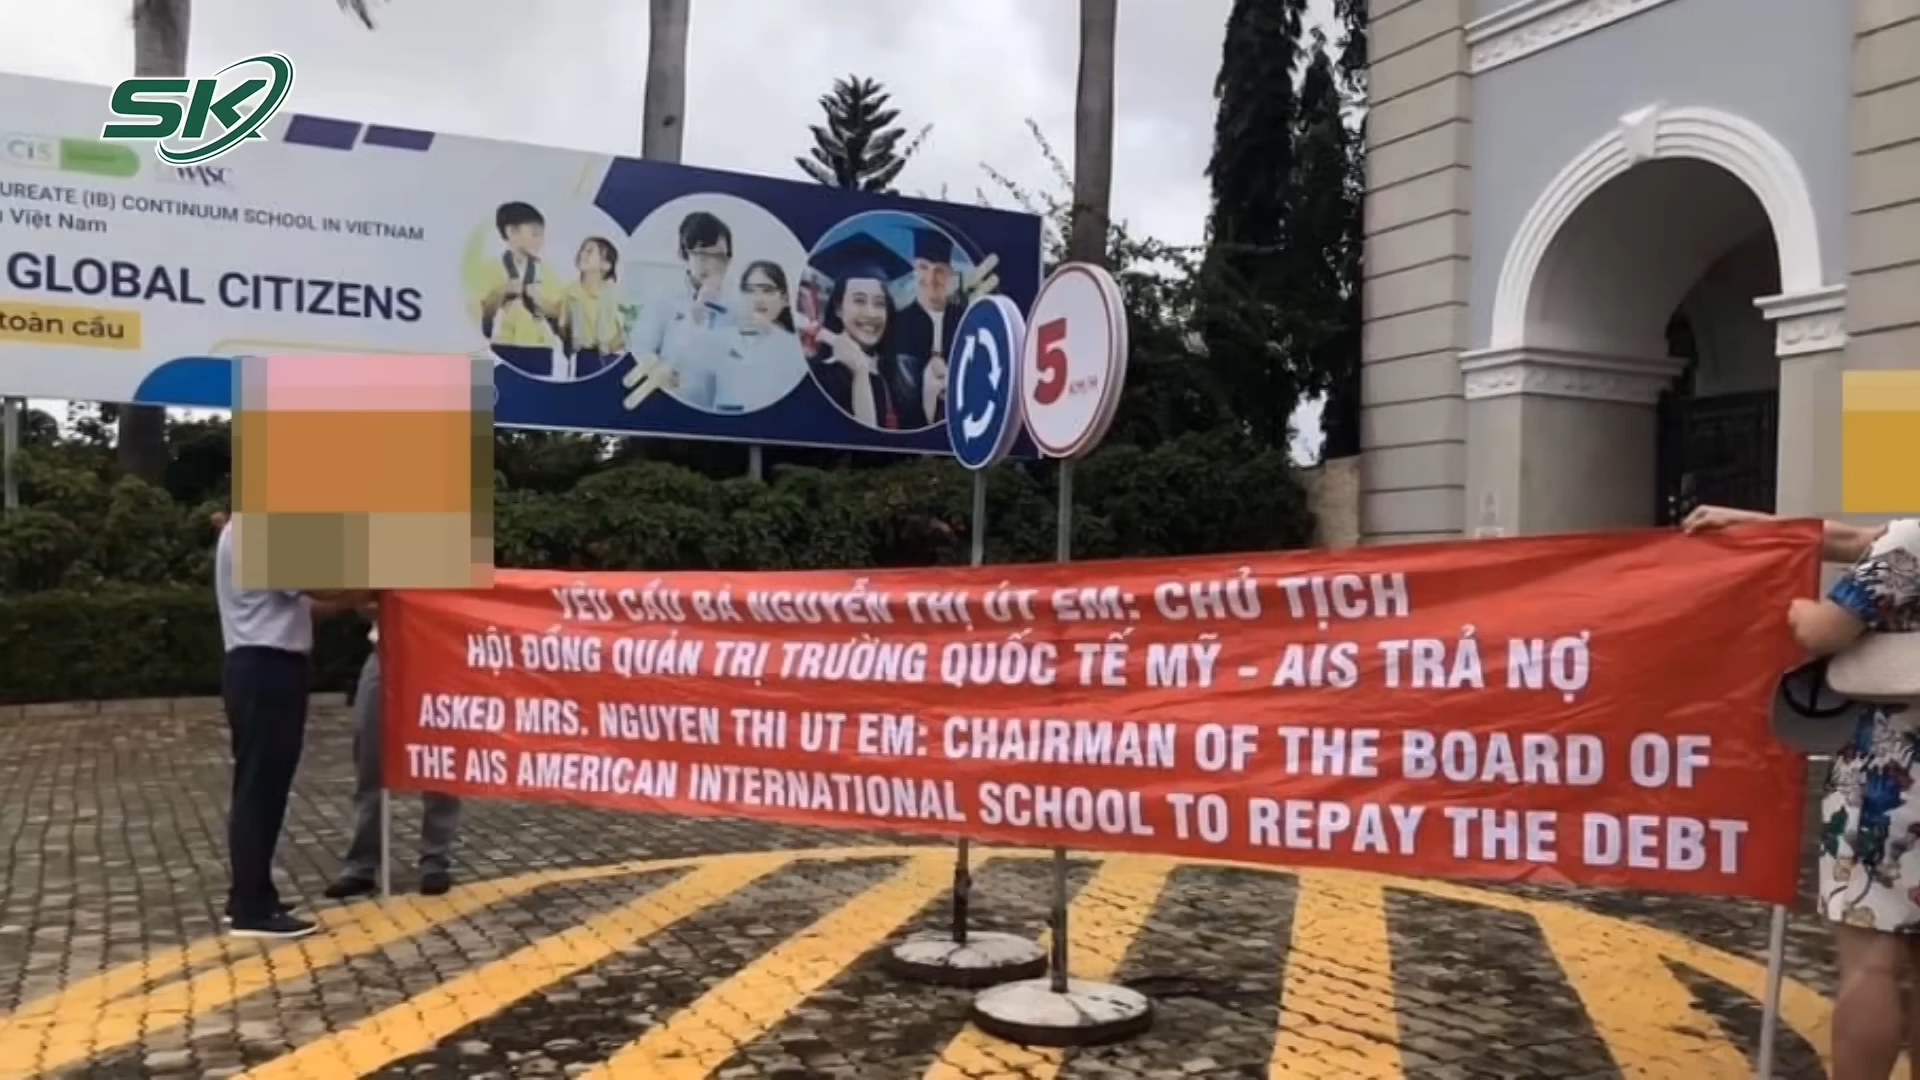 SK
CIS
WASC
UREATE (IB) CONTINUUM SCHOOL IN VIETNAM
Việt Nam
GLOBAL CITIZENS
toàn cầu
5
KM/H
YÊU CẦU BÀ NGUYỄN THỊ ÚT EM: CHỦ TỊCH
HỘI ĐỒNG QUẢN TRỊ TRƯỜNG QUỐC TẾ MỸ - AIS TRẢ NỢ
ASKED MRS. NGUYEN THI UT EM: CHAIRMAN OF THE BOARD OF
THE AIS AMERICAN INTERNATIONAL SCHOOL TO REPAY THE DEBT